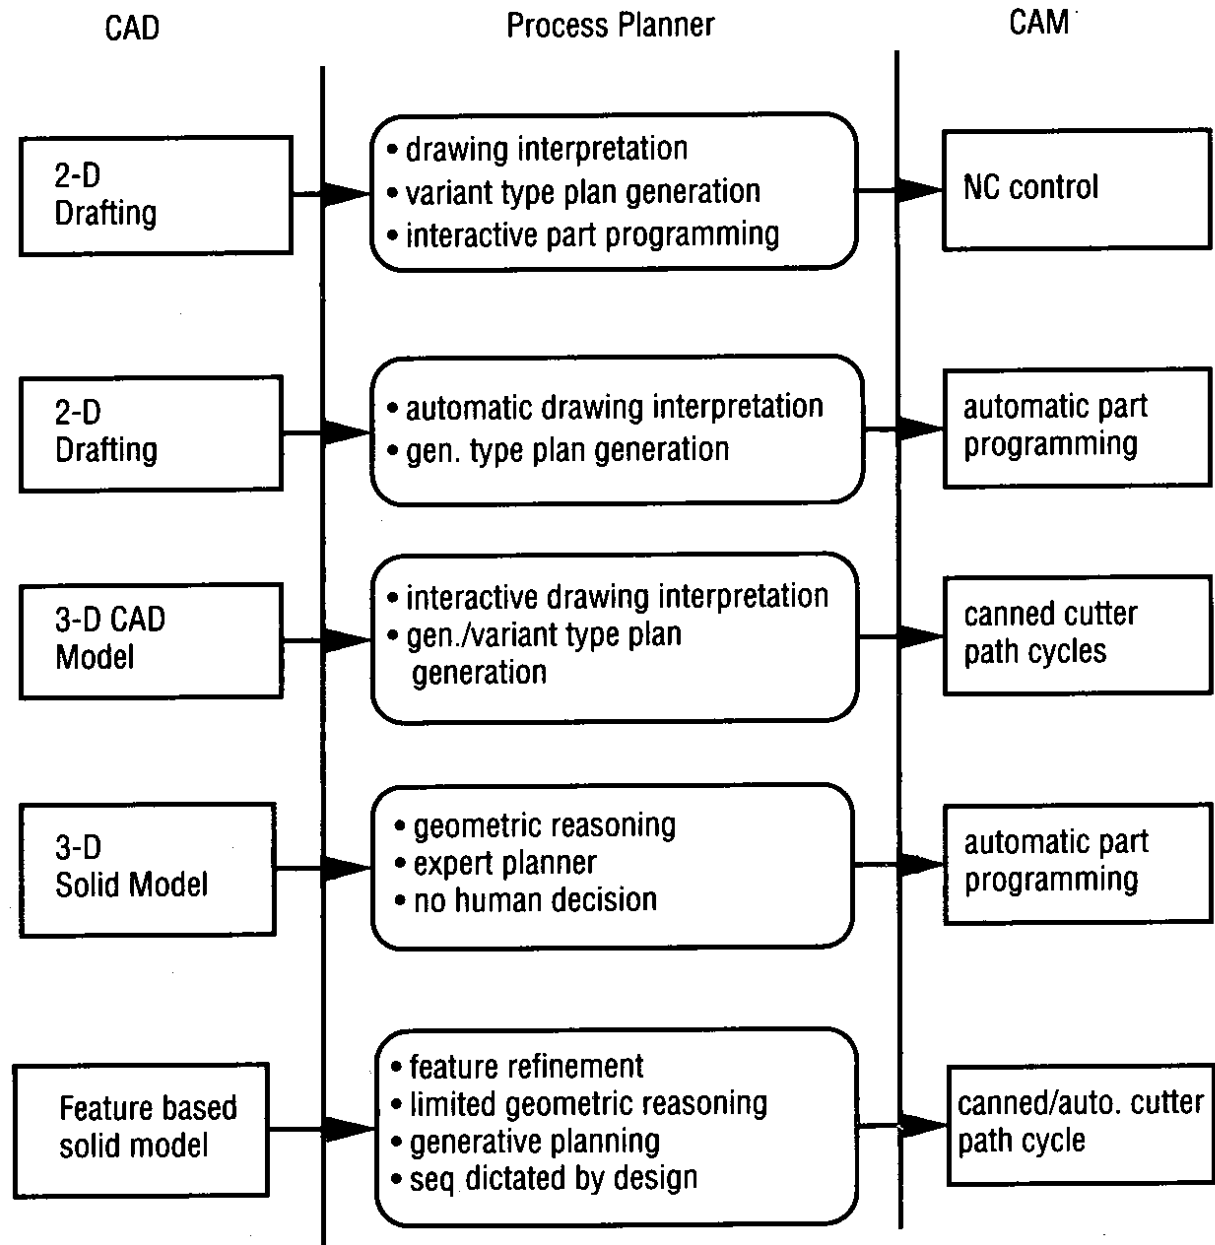 CAD
Process Planner
CAM
2-D
Drafting
• drawing interpretation
• variant type plan generation
• interactive part programming
NC control
2-D
Drafting
• automatic drawing interpretation
• gen. type plan generation
automatic part
programming
3-D CAD
Model
• interactive drawing interpretation
• gen./variant type plan
generation
canned cutter
path cycles
3-D
Solid Model
• geometric reasoning
• expert planner
• no human decision
automatic part
programming
Feature based
solid model
• feature refinement
• limited geometric reasoning
• generative planning
• seq dictated by design
canned/auto. cutter
path cycle